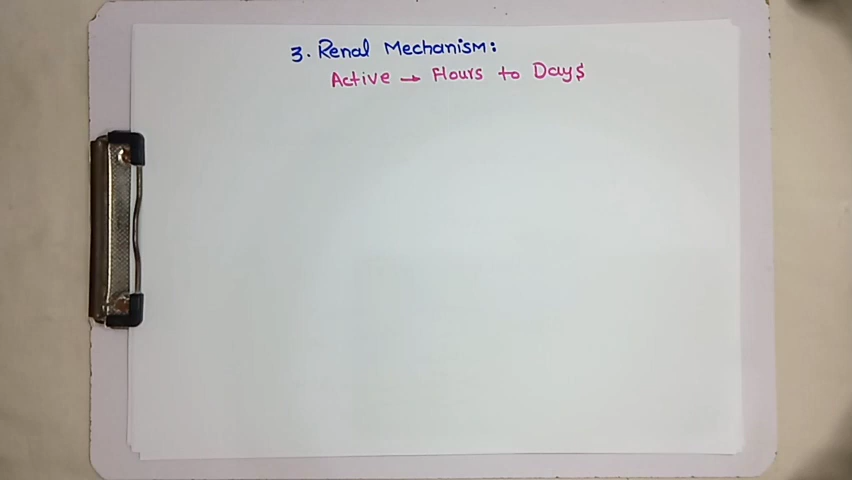 3. Renal Mechanism:
Active → Hours to Days